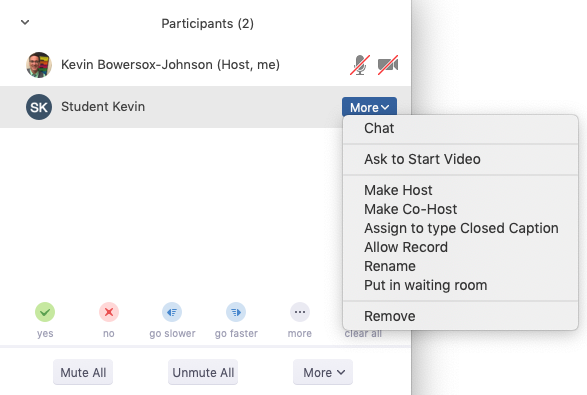 Participants (2)
Kevin Bowersox-Johnson (Host, me)
SK Student Kevin More
Chat
Ask to Start Video
Make Host
Make Co-Host
Assign to type Closed Caption
Allow Record
Rename
Put in waiting room
Remove
yes no go slower go faster more clear all
Mute All Unmute All More